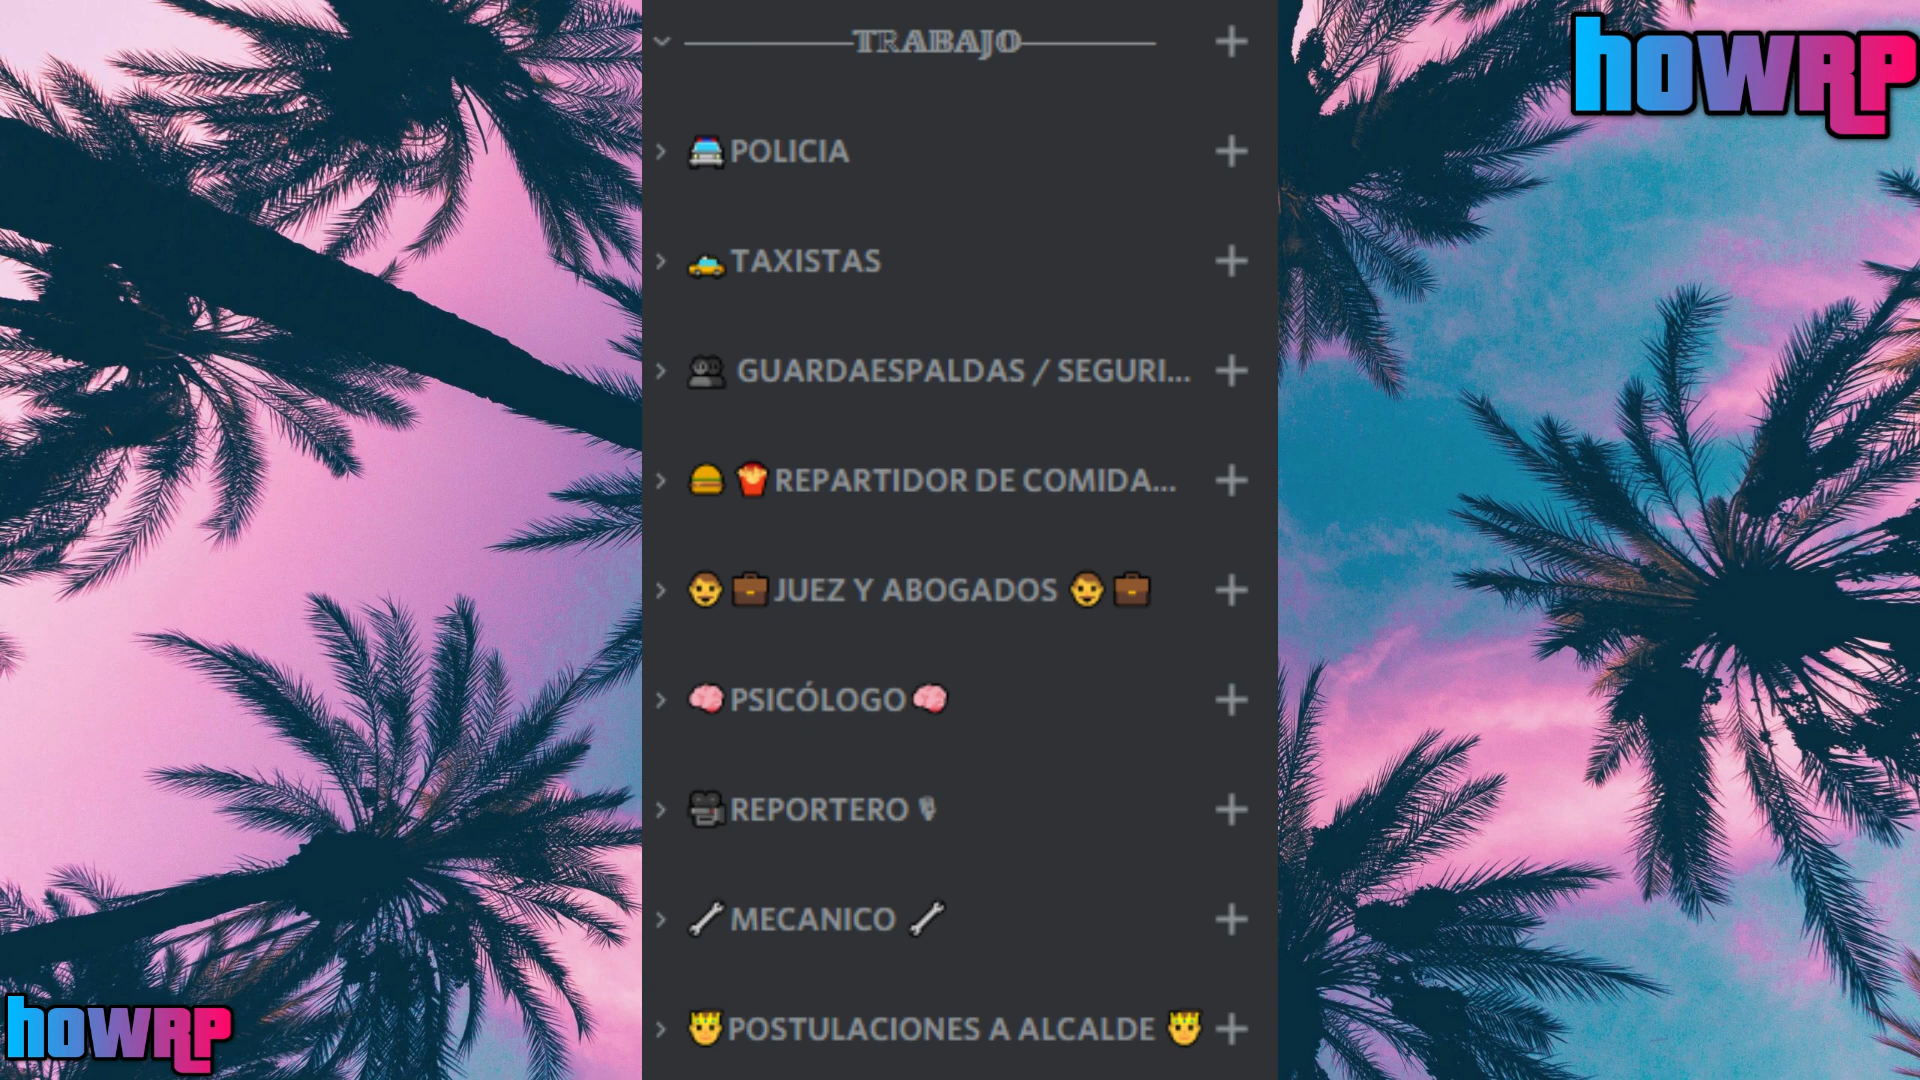 TRABAJO
howRP
🚔 POLICIA
🚕 TAXISTAS
👥 GUARDAESPALDAS / SEGURI...
🍔 🍟 REPARTIDOR DE COMIDA...
👨 💼 JUEZ Y ABOGADOS 👨 💼
🧠 PSICÓLOGO 🧠
🎥 REPORTERO 🎙
🔧 MECANICO 🔧
🤴 POSTULACIONES A ALCALDE 🤴
howRP